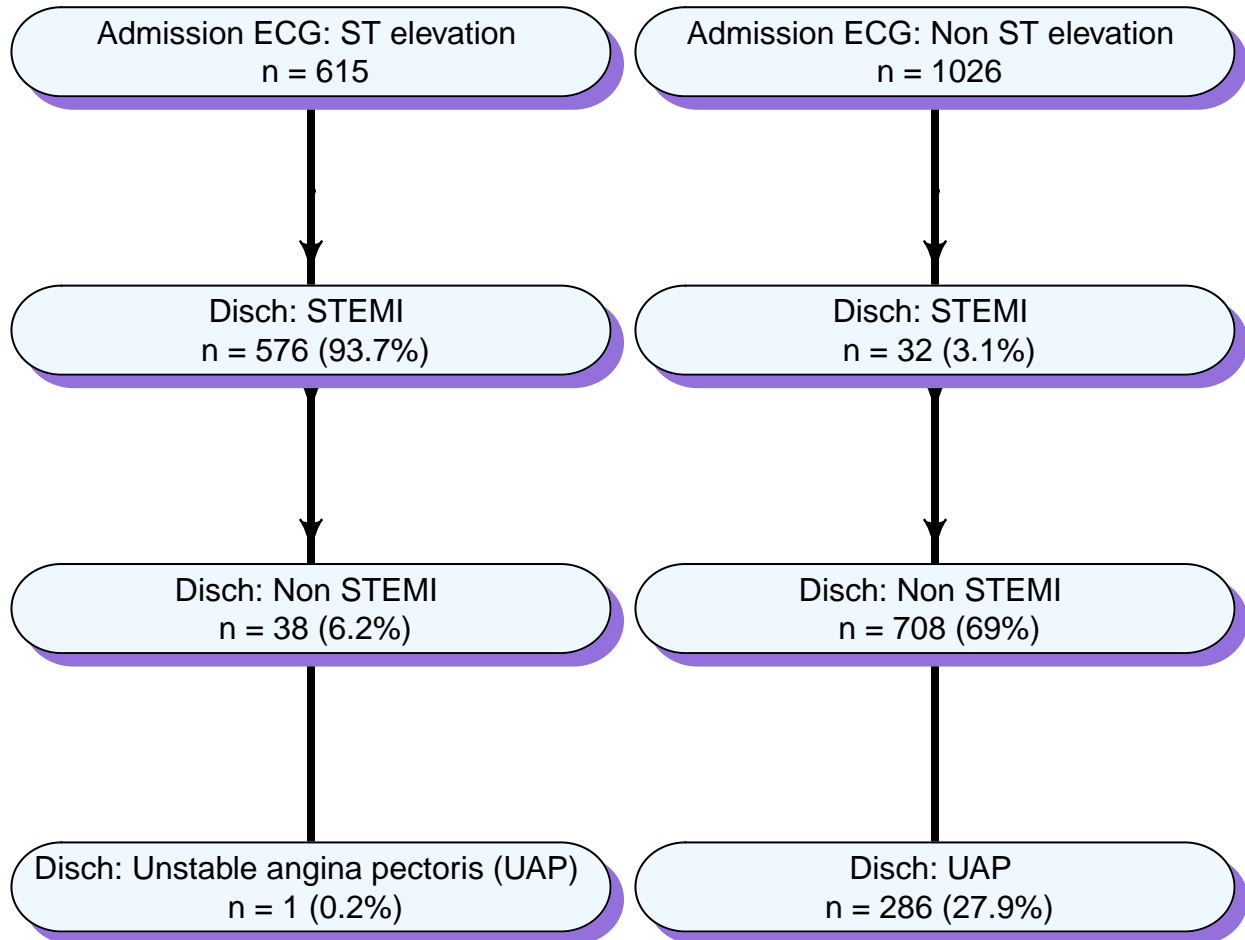 Admission ECG: ST elevation
n = 615
Admission ECG: Non ST elevation
n = 1026
Disch: STEMI
n = 576 (93.7%)
Disch: STEMI
n = 32 (3.1%)
Disch: Non STEMI
n = 38 (6.2%)
Disch: Non STEMI
n = 708 (69%)
Disch: Unstable angina pectoris (UAP)
n = 1 (0.2%)
Disch: UAP
n = 286 (27.9%)